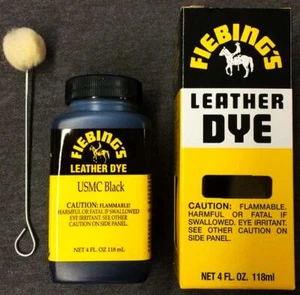 FIEBING'S
LEATHER DYE
USMC Black
CAUTION: FLAMMABLE!
HARMFUL OR FATAL IF SWALLOWED
EYE IRRITANT. SEE OTHER
CAUTION ON SIDE PANEL.
NET 4 FL. OZ 118 mL
FIEBING'S
LEATHER
DYE
CAUTION: FLAMMABLE.
HARMFUL OR FATAL IF
SWALLOWED. EYE IRRITANT.
SEE OTHER CAUTION ON
SIDE PANEL.
NET 4 FL. OZ. 118ml